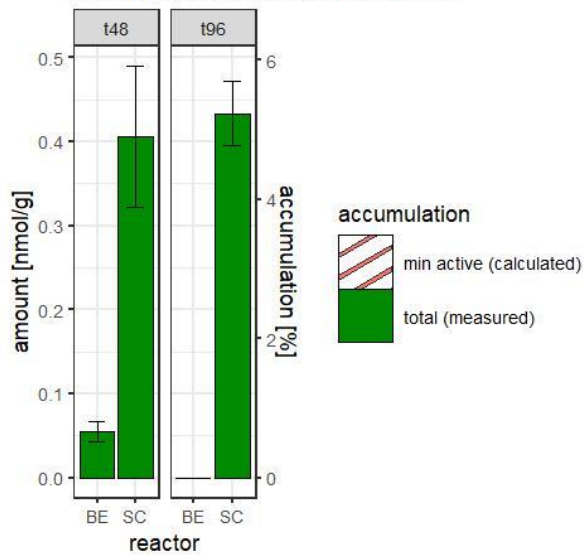 t48 t96
0.5
0.4
0.3
0.2
0.1
0.0
amount [nmol/g]
6
4
2
0
accumulation [%]
BE SC BE SC
reactor
accumulation
min active (calculated)
total (measured)